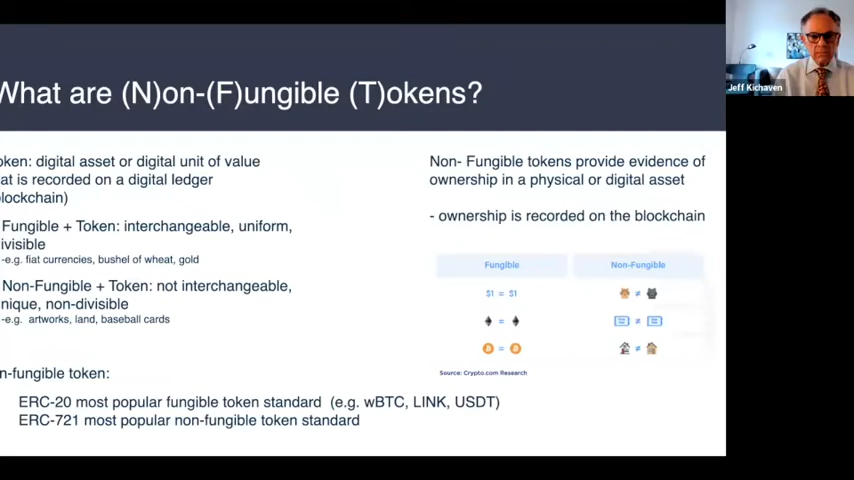 What are (N)on-(F)ungible (T)okens?
oken: digital asset or digital unit of value
at is recorded on a digital ledger
blockchain)
Fungible + Token: interchangeable, uniform,
ivisible
-e.g. fiat currencies, bushel of wheat, gold
Non-Fungible + Token: not interchangeable,
nique, non-divisible
-e.g. artworks, land, baseball cards
n-fungible token:
ERC-20 most popular fungible token standard (e.g. wBTC, LINK, USDT)
ERC-721 most popular non-fungible token standard
Non- Fungible tokens provide evidence of
ownership in a physical or digital asset
- ownership is recorded on the blockchain
Fungible Non-Fungible
$1 = $1 ≠
= ≠
= ≠
Source: Crypto.com Research
Jeff Kichaven